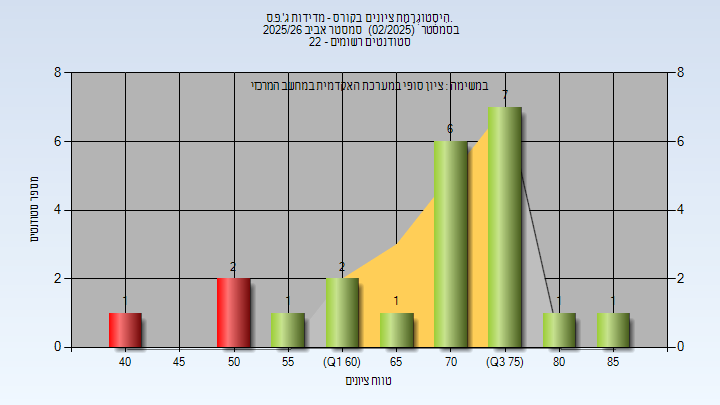 היסטוגרמת ציונים בקורס - מדידות ג'.פ.ס.
בסמסטר (02/2025) סמסטר אביב 2025/26
סטודנטים רשומים - 22
במשימה: ציון סופי במערכת האקדמית במחשב המרכזי
מספר סטודנטים
8 8
6 6
4 4
2 2
0 0
1 2 1 2 1 6 7 1 1
40 45 50 55 (Q1 60) 65 70 (Q3 75) 80 85
טווח ציונים